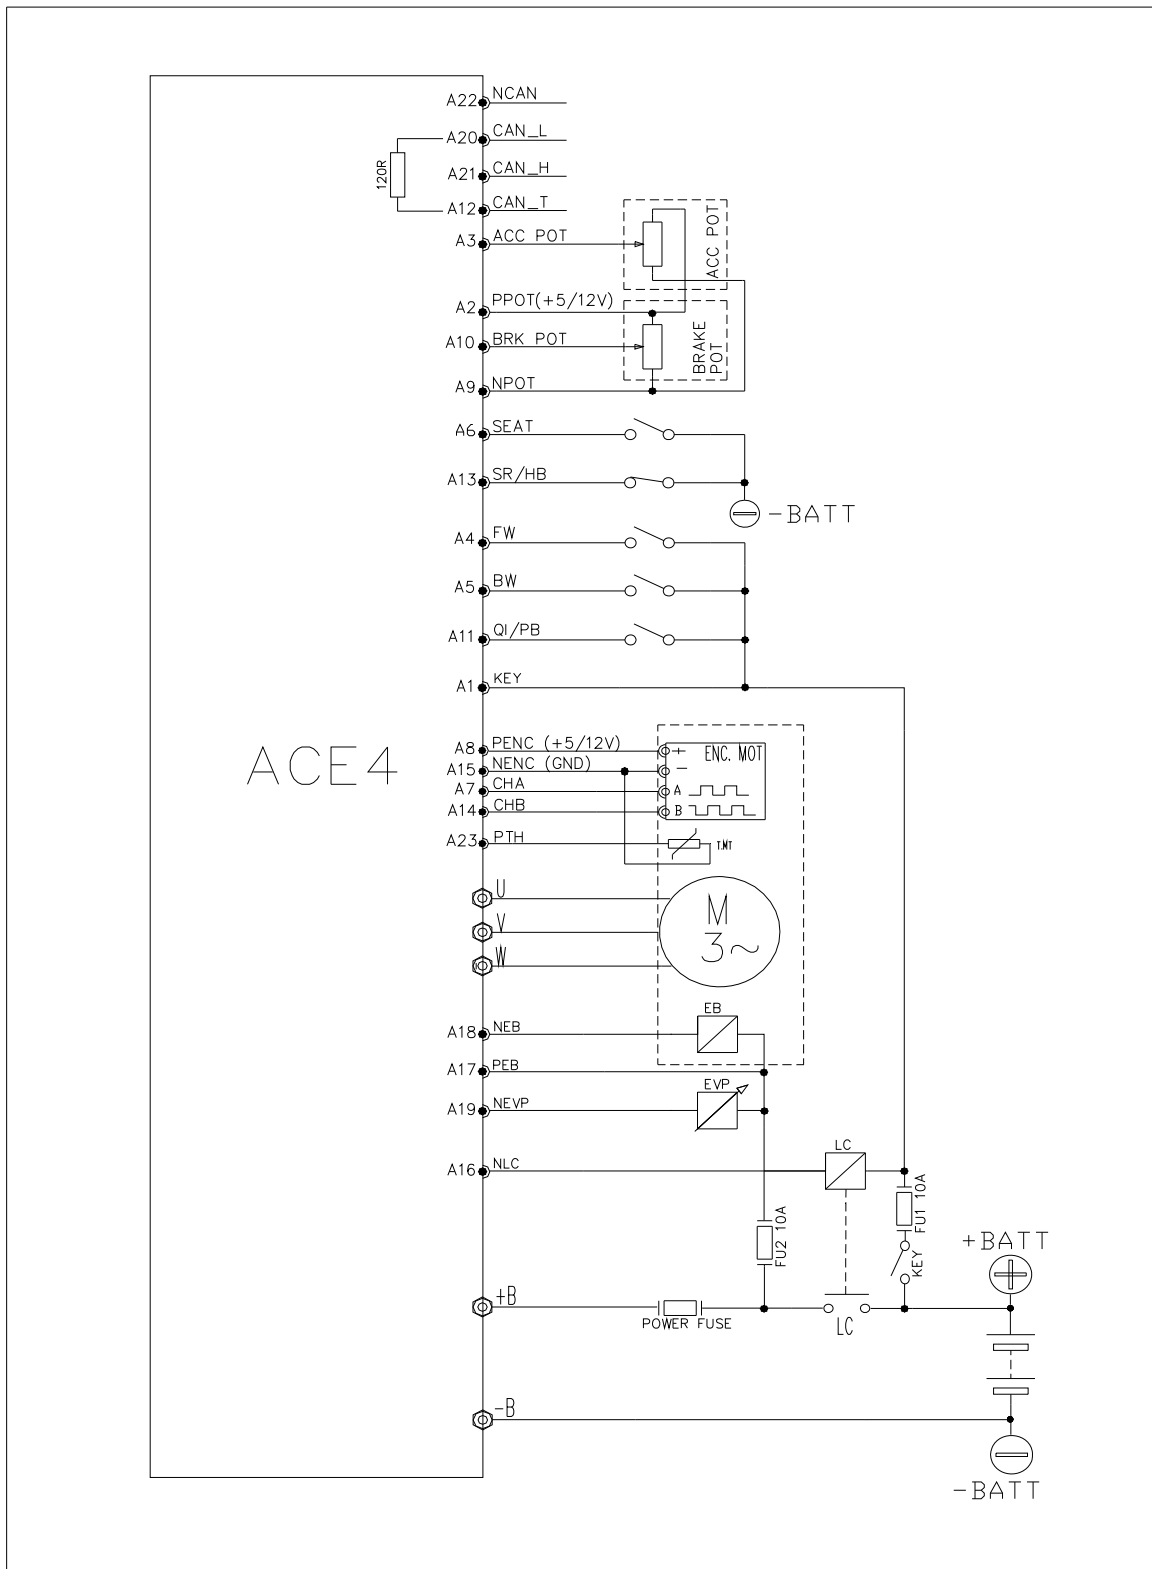 A22 NCAN
A20 CAN_L
120R
A21 CAN_H
A12 CAN_T
A3 ACC POT
ACC POT
A2 PPOT(+5/12V)
A10 BRK POT
BRAKE
POT
A9 NPOT
A6 SEAT
A13 SR/HB
-BATT
A4 FW
A5 BW
A11 QI/PB
A1 KEY
ACE4
A8 PENC (+5/12V)
+ ENC. MOT
A15 NENC (GND)
-
A7 CHA
A
A14 CHB
B
A23 PTH
T.MT
U
V
W
M
3~
EB
A18 NEB
A17 PEB
EVP
A19 NEVP
LC
A16 NLC
FU1 10A
FU2 10A
KEY
+BATT
+B
POWER FUSE
LC
-B
-BATT